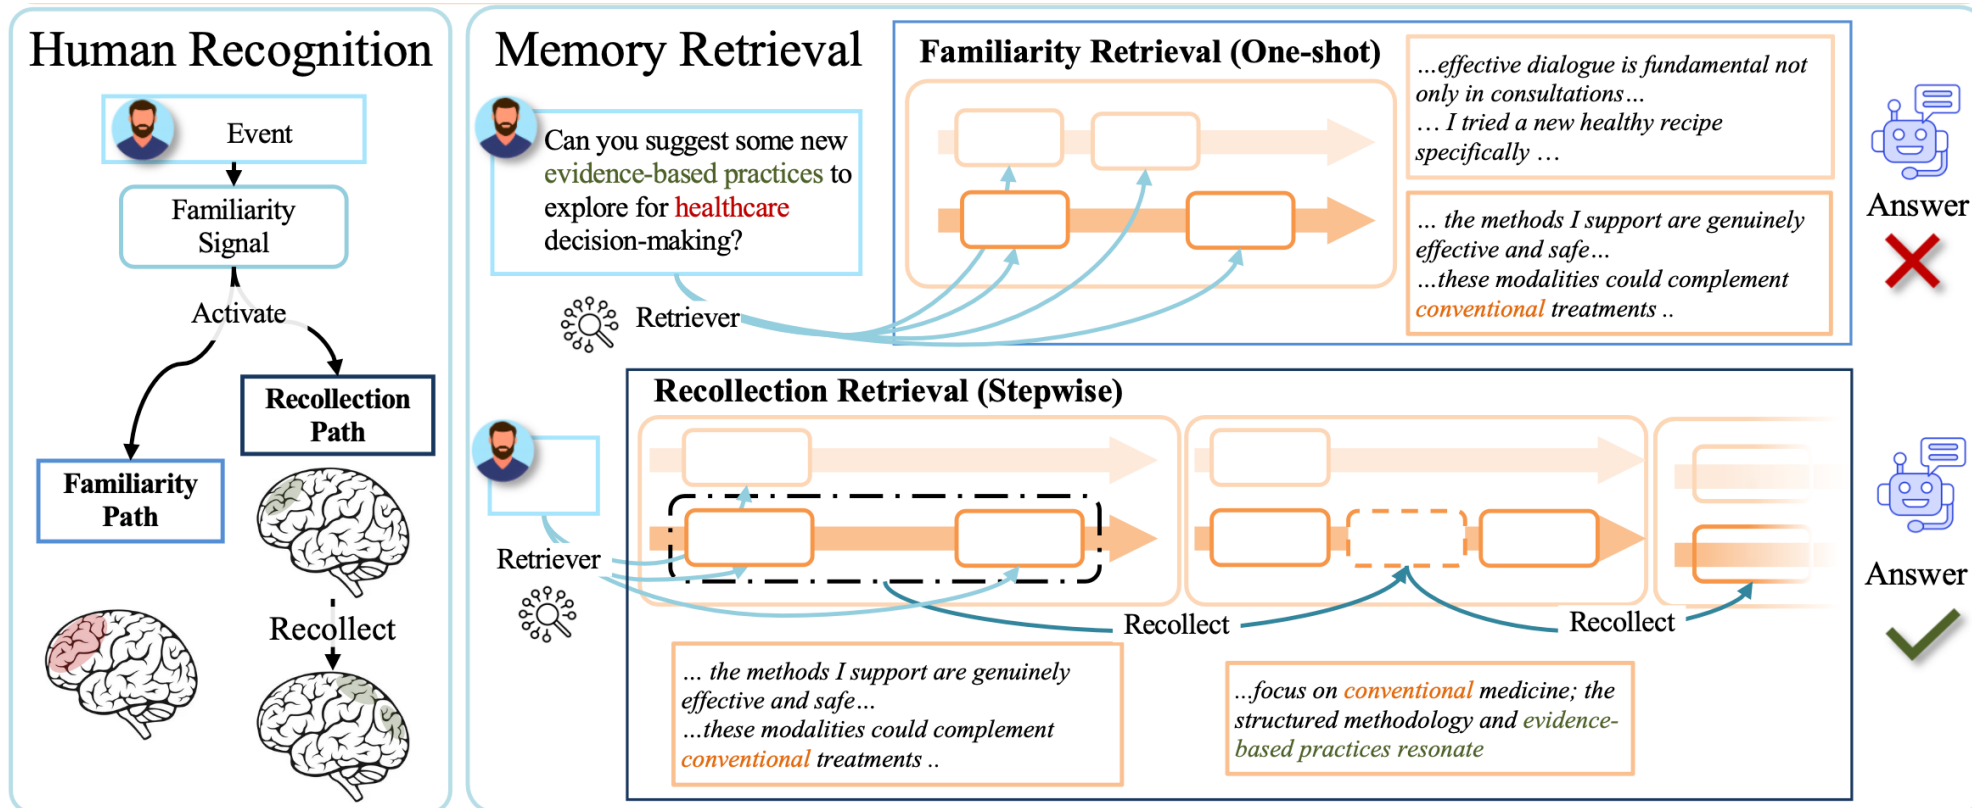 Human Recognition
Event
Familiarity
Signal
Activate
Recollection
Path
Familiarity
Path
Recollect
Memory Retrieval
Can you suggest some new
evidence-based practices to
explore for healthcare
decision-making?
Retriever
Familiarity Retrieval (One-shot)
…effective dialogue is fundamental not
only in consultations…
… I tried a new healthy recipe
specifically …
… the methods I support are genuinely
effective and safe…
…these modalities could complement
conventional treatments ..
Answer
Recollection Retrieval (Stepwise)
Retriever
Recollect
Recollect
… the methods I support are genuinely
effective and safe…
…these modalities could complement
conventional treatments ..
…focus on conventional medicine; the
structured methodology and evidence-
based practices resonate
Answer